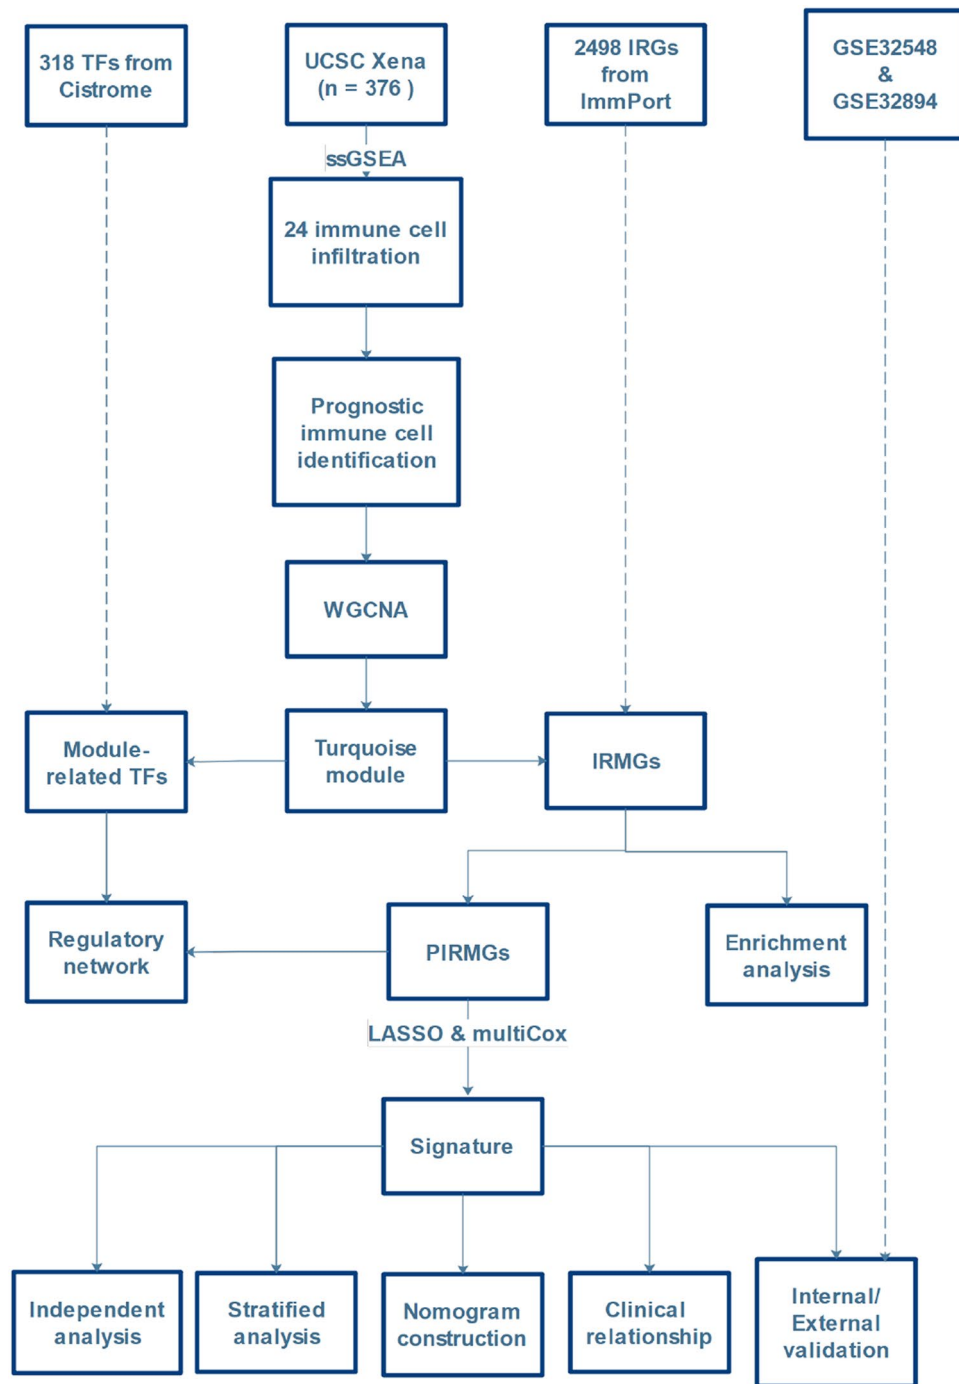 318 TFs from
Cistrome
UCSC Xena
(n = 376 )
2498 IRGs
from
ImmPort
GSE32548
&
GSE32894
ssGSEA
24 immune cell
infiltration
Prognostic
immune cell
identification
WGCNA
Module-
related TFs
Turquoise
module
IRMGs
Regulatory
network
PIRMGs
Enrichment
analysis
LASSO & multiCox
Signature
Independent
analysis
Stratified
analysis
Nomogram
construction
Clinical
relationship
Internal/
External
validation